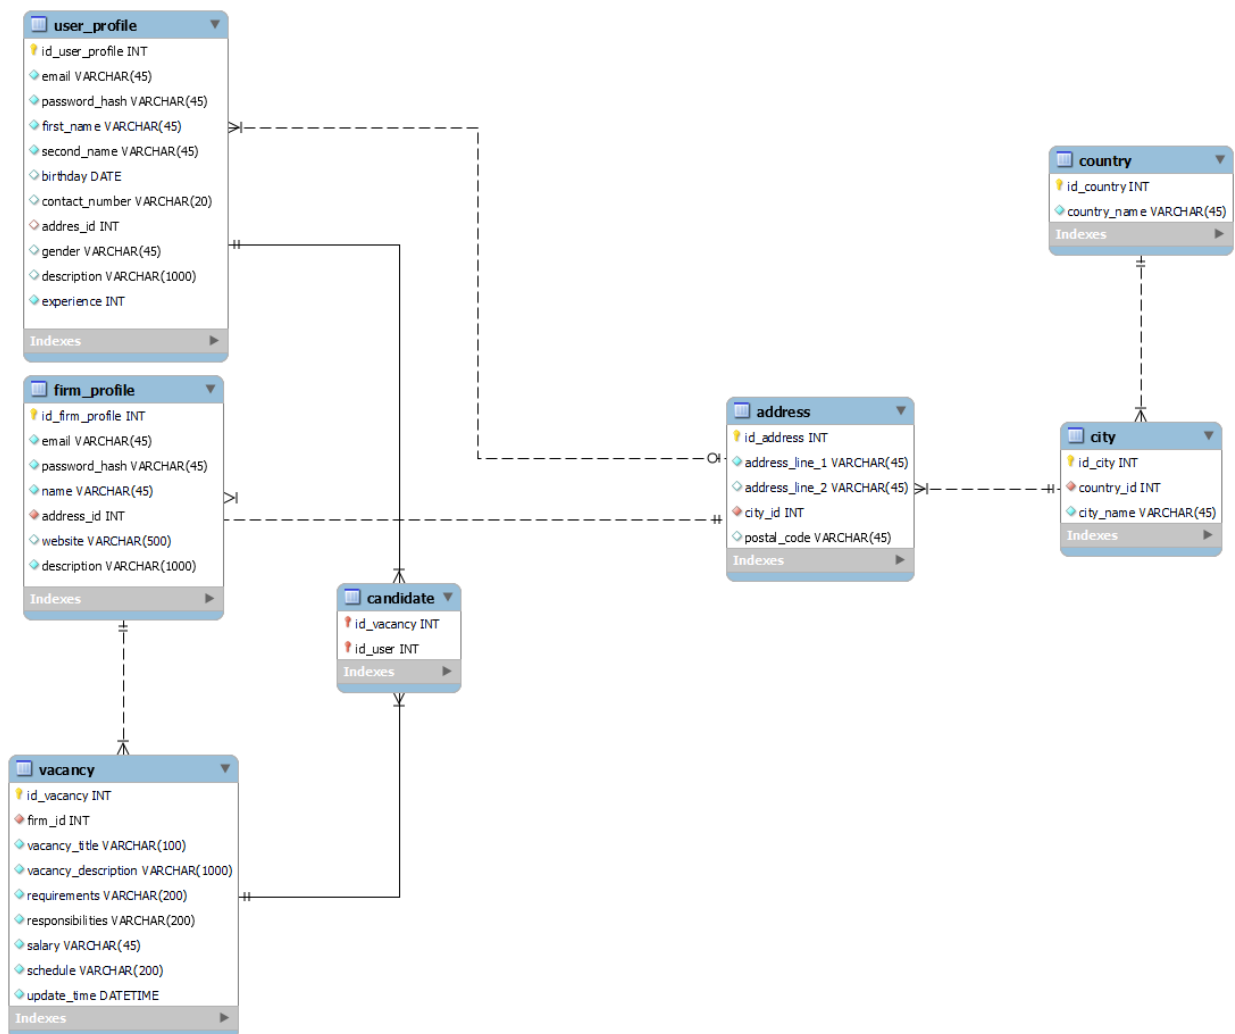 user_profile
id_user_profile INT
email VARCHAR(45)
password_hash VARCHAR(45)
first_name VARCHAR(45)
second_name VARCHAR(45)
birthday DATE
contact_number VARCHAR(20)
addres_id INT
gender VARCHAR(45)
description VARCHAR(1000)
experience INT
Indexes
firm_profile
id_firm_profile INT
email VARCHAR(45)
password_hash VARCHAR(45)
name VARCHAR(45)
address_id INT
website VARCHAR(500)
description VARCHAR(1000)
Indexes
vacancy
id_vacancy INT
firm_id INT
vacancy_title VARCHAR(100)
vacancy_description VARCHAR(1000)
requirements VARCHAR(200)
responsibilities VARCHAR(200)
salary VARCHAR(45)
schedule VARCHAR(200)
update_time DATETIME
Indexes
candidate
id_vacancy INT
id_user INT
Indexes
address
id_address INT
address_line_1 VARCHAR(45)
address_line_2 VARCHAR(45)
city_id INT
postal_code VARCHAR(45)
Indexes
country
id_country INT
country_name VARCHAR(45)
Indexes
city
id_city INT
country_id INT
city_name VARCHAR(45)
Indexes